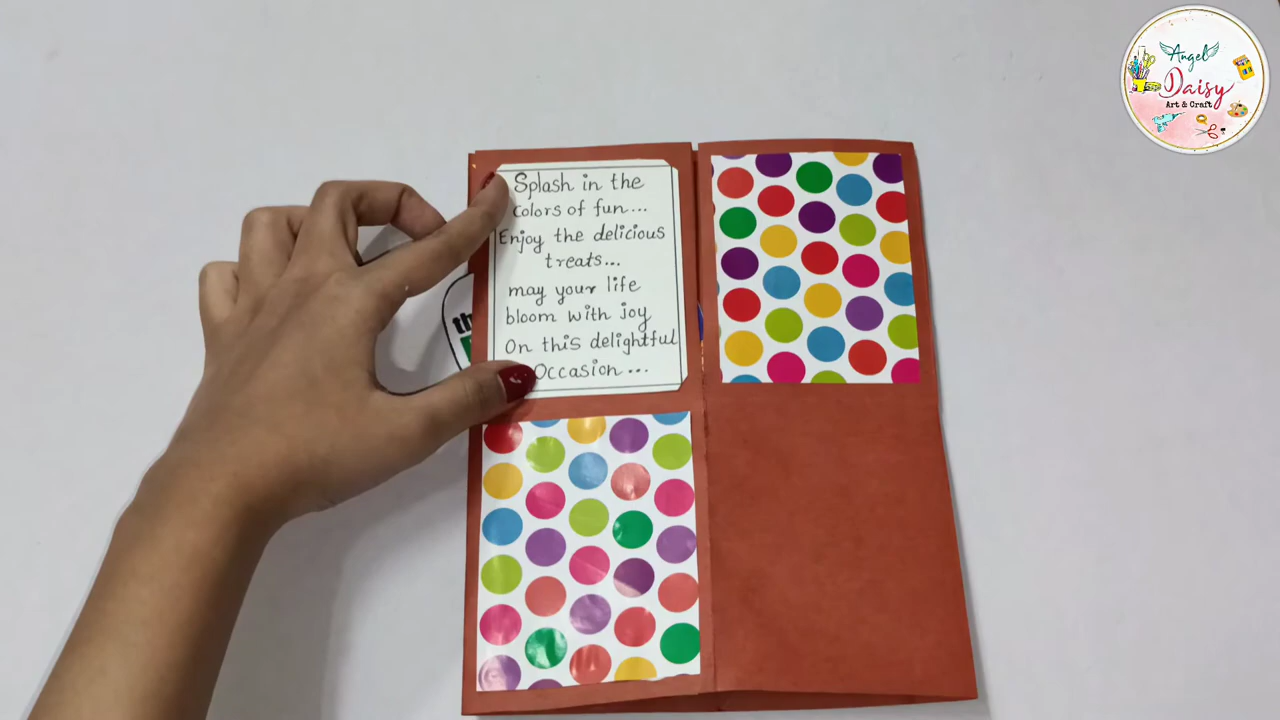 Splash in the
colors of fun...
Enjoy the delicious
treats...
may your life
bloom with joy
On this delightful
Occasion...
th
Angel
Daisy
Art & Craft